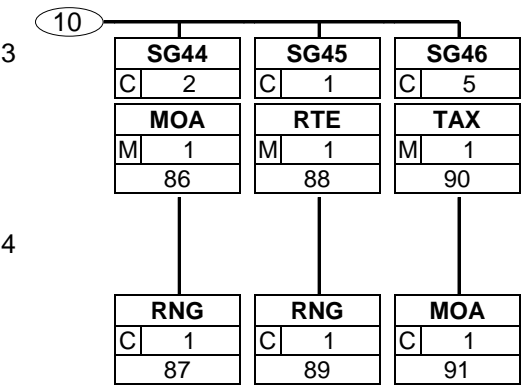 10
3 SG44 SG45 SG46
C 2 C 1 C 5
MOA RTE TAX
M 1 M 1 M 1
86 88 90
4
RNG RNG MOA
C 1 C 1 C 1
87 89 91